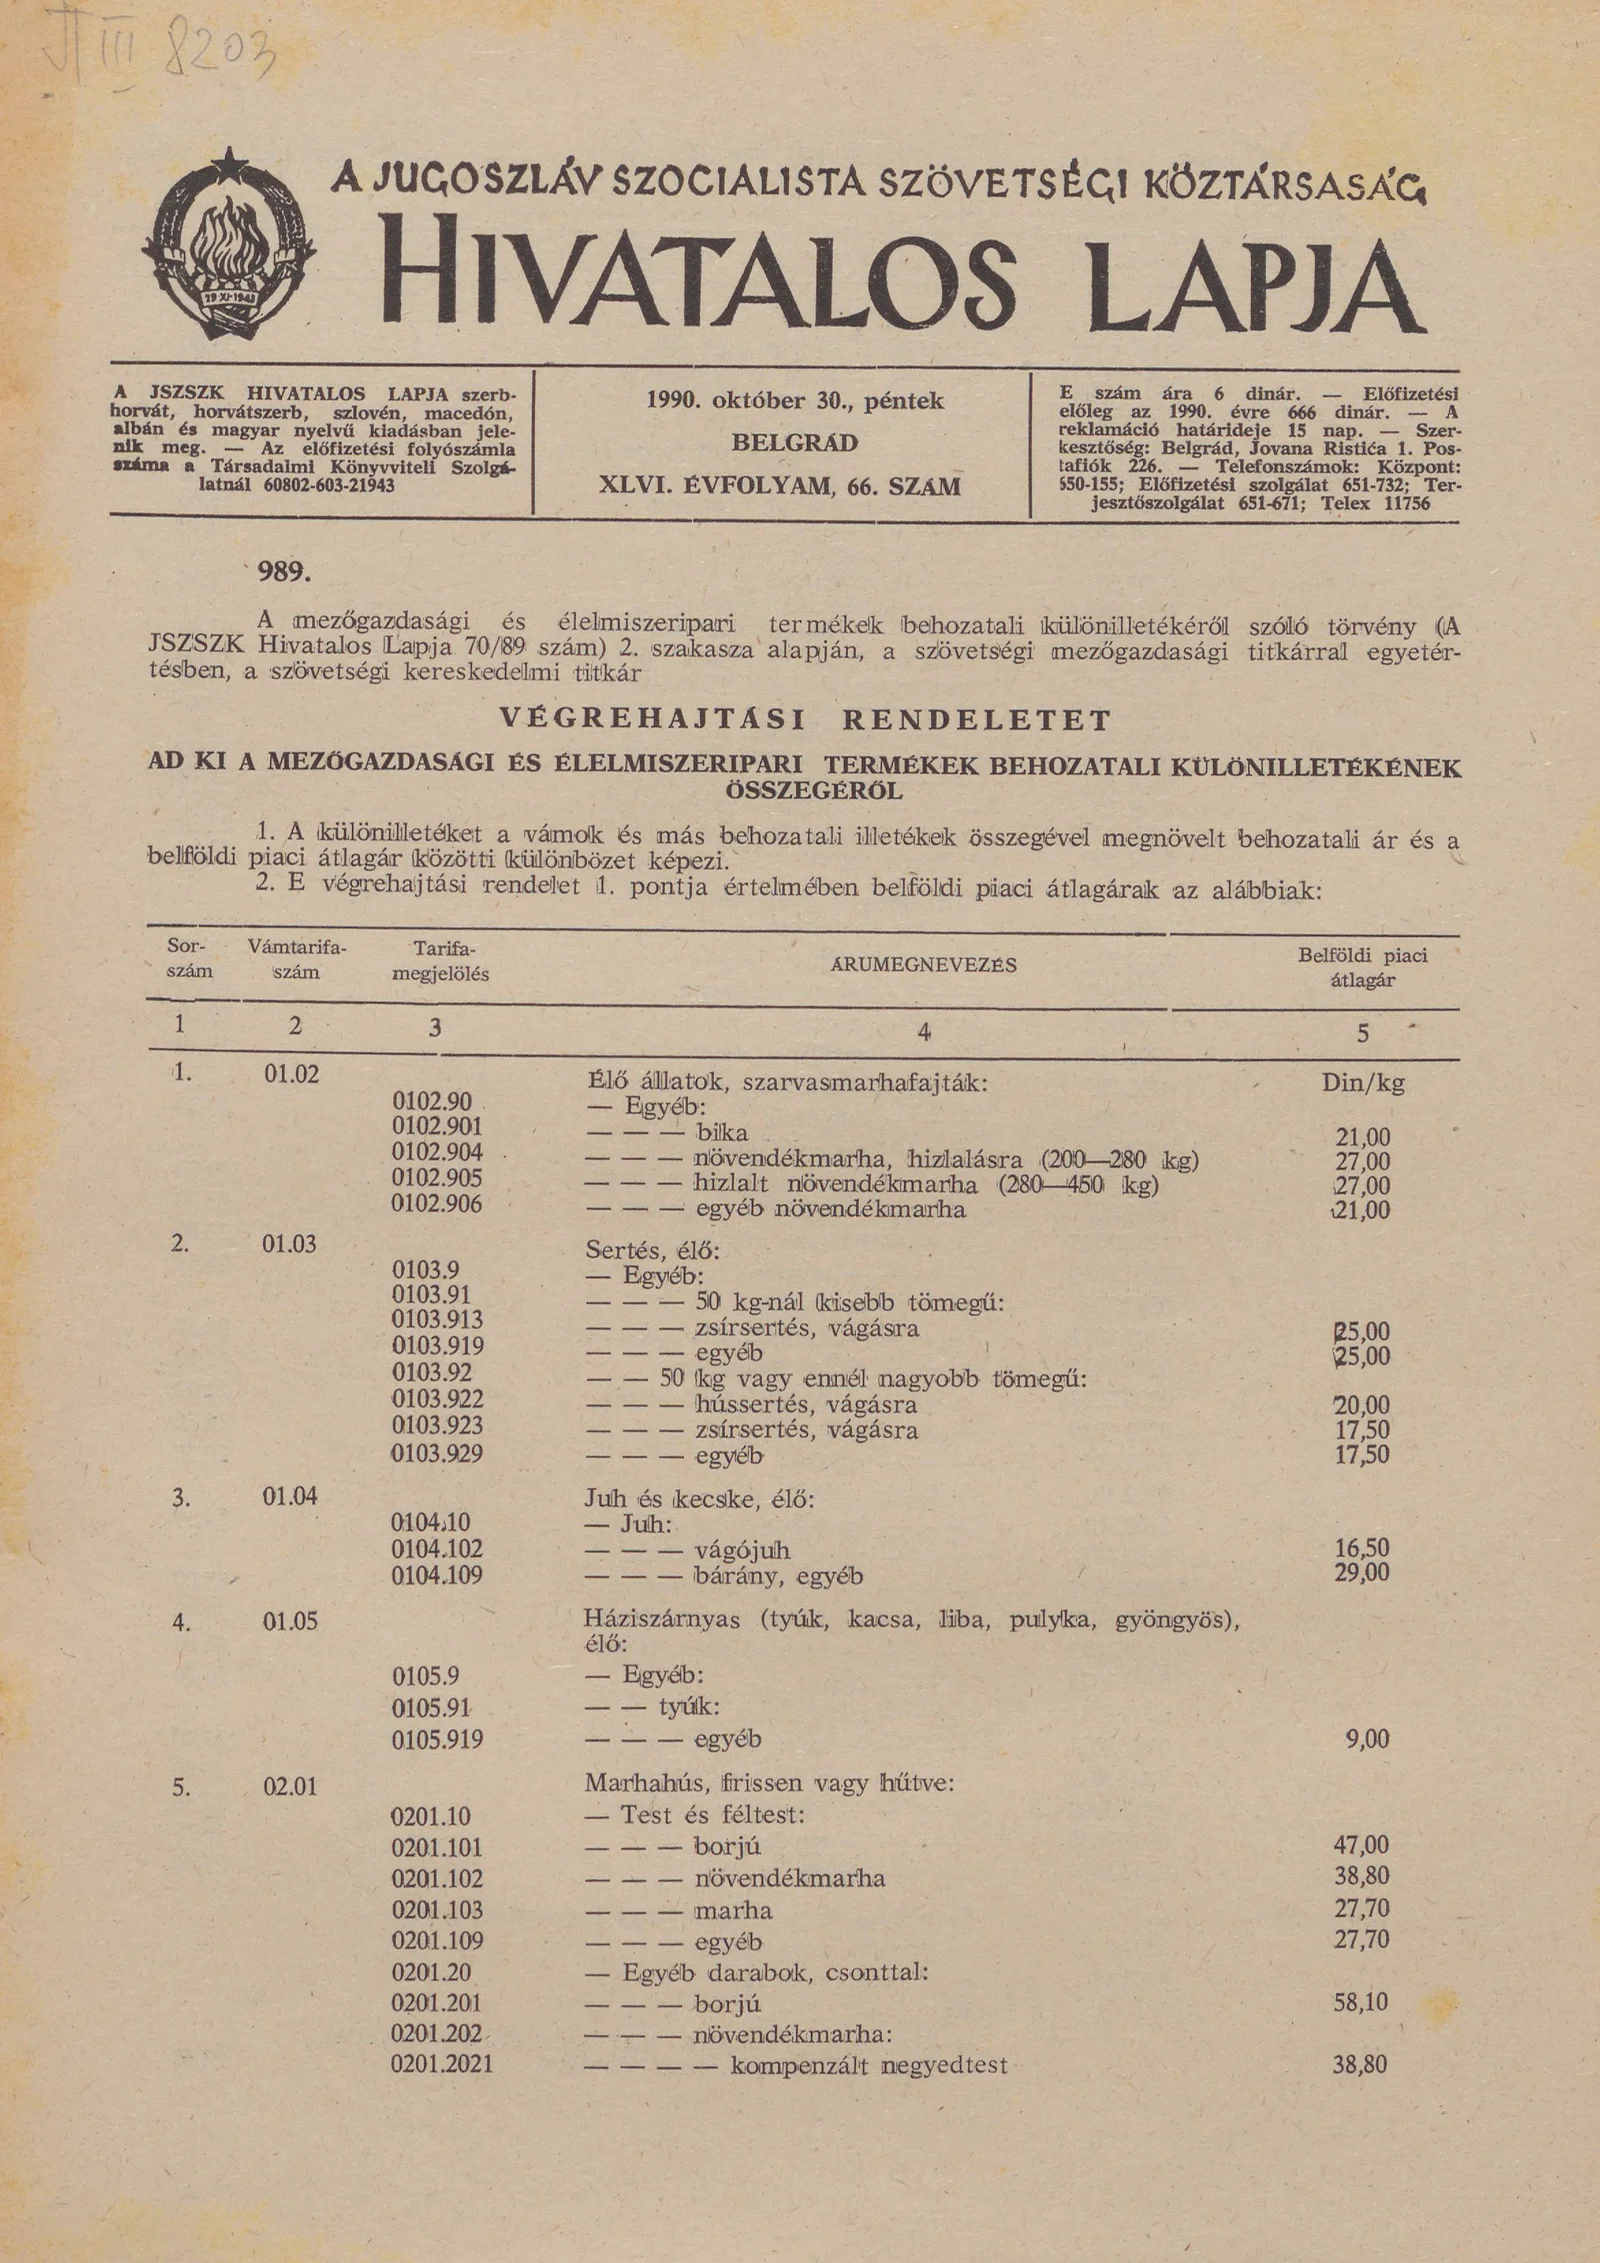 Л III 8203
29·XI·1943
A JUGOSZLÁV SZOCIALISTA SZÖVETSÉGI KÖZTÁRSASÁG
HIVATALOS LAPJA
A JSZSZK HIVATALOS LAPJA szerb-
horvát, horvátszerb, szlovén, macedón,
albán és magyar nyelvű kiadásban jele-
nik meg. — Az előfizetési folyószámla
száma a Társadalmi Könyvviteli Szolgá-
latnál 60802-603-21943
1990. október 30., péntek
BELGRÁD
XLVI. ÉVFOLYAM, 66. SZÁM
E szám ára 6 dinár. — Előfizetési
előleg az 1990. évre 666 dinár. — A
reklamáció határideje 15 nap. — Szer-
kesztőség: Belgrád, Jovana Ristića 1. Pos-
tafiók 226. — Telefonszámok: Központ:
650-155; Előfizetési szolgálat 651-732; Ter-
jesztőszolgálat 651-671; Telex 11756
989.
A mezőgazdasági és élelmiszeripari termékek behozatali különilletékéről szóló törvény (A
JSZSZK Hivatalos Lapja 70/89 szám) 2. szakasza alapján, a szövetségi mezőgazdasági titkárral egyetér-
tésben, a szövetségi kereskedelmi titkár
VÉGREHAJTÁSI RENDELETET
AD KI A MEZŐGAZDASÁGI ÉS ÉLELMISZERIPARI TERMÉKEK BEHOZATALI KÜLÖNILLETÉKÉNEK
ÖSSZEGÉRŐL
1. A különilletéket a vámok és más behozatali illetékek összegével megnövelt behozatali ár és a
belföldi piaci átlagár közötti különbözet képezi.
2. E végrehajtási rendelet 1. pontja értelmében belföldi piaci átlagárak az alábbiak:
Sor-
szám
Vámtarifa-
szám
Tarifa-
megjelölés
ÁRUMEGNEVEZÉS
Belföldi piaci
átlagár
1 2 3 4 5
1. 01.02 Élő állatok, szarvasmarhafajták: Din/kg
0102.90 — Egyéb:
0102.901 — — — bika 21,00
0102.904 — — — növendékmarha, hizlalásra (200—280 kg) 27,00
0102.905 — — — hizlalt növendékmarha (280—450 kg) 27,00
0102.906 — — — egyéb növendékmarha 21,00
2. 01.03 Sertés, élő:
0103.9 — Egyéb:
0103.91 — — — 50 kg-nál kisebb tömegű:
0103.913 — — — zsírsertés, vágásra 25,00
0103.919 — — — egyéb 25,00
0103.92 — — 50 kg vagy ennél nagyobb tömegű:
0103.922 — — — hússertés, vágásra 20,00
0103.923 — — — zsírsertés, vágásra 17,50
0103.929 — — — egyéb 17,50
3. 01.04 Juh és kecske, élő:
0104.10 — Juh:
0104.102 — — — vágójuh 16,50
0104.109 — — — bárány, egyéb 29,00
4. 01.05 Háziszárnyas (tyúk, kacsa, liba, pulyka, gyöngyös),
élő:
0105.9 — Egyéb:
0105.91 — — tyúk:
0105.919 — — — egyéb 9,00
5. 02.01 Marhahús, frissen vagy hűtve:
0201.10 — Test és féltest:
0201.101 — — — borjú 47,00
0201.102 — — — növendékmarha 38,80
0201.103 — — — marha 27,70
0201.109 — — — egyéb 27,70
0201.20 — Egyéb darabok, csonttal:
0201.201 — — — borjú 58,10
0201.202 — — — növendékmarha:
0201.2021 — — — — kompenzált negyedtest 38,80